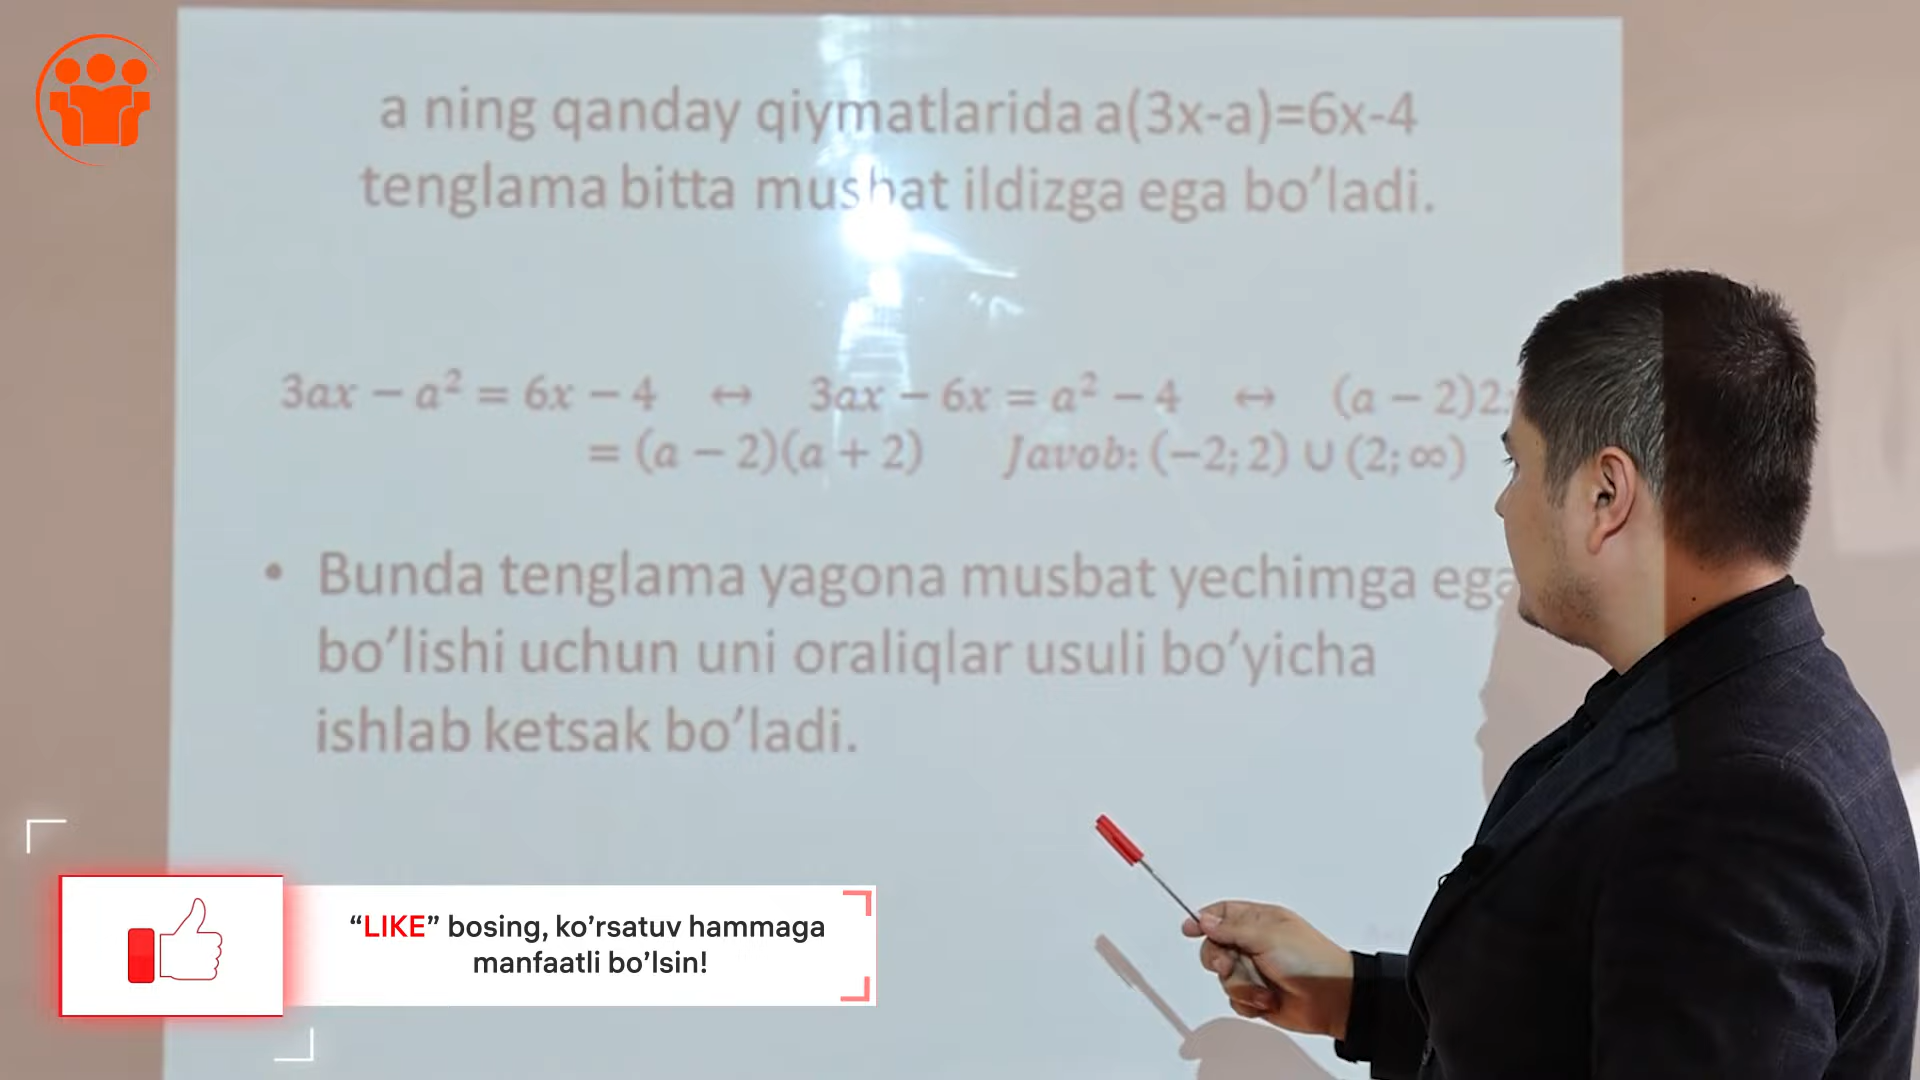 a ning qanday qiymatlarida a(3x-a)=6x-4
tenglama bitta musbat ildizga ega bo’ladi.
3ax − a² = 6x − 4 ↔ 3ax − 6x = a² − 4 ↔ (a − 2)2
= (a − 2)(a + 2) Javob: (−2; 2) ∪ (2; ∞)
• Bunda tenglama yagona musbat yechimga ega
bo’lishi uchun uni oraliqlar usuli bo’yicha
ishlab ketsak bo’ladi.
“LIKE” bosing, ko’rsatuv hammaga
manfaatli bo’lsin!